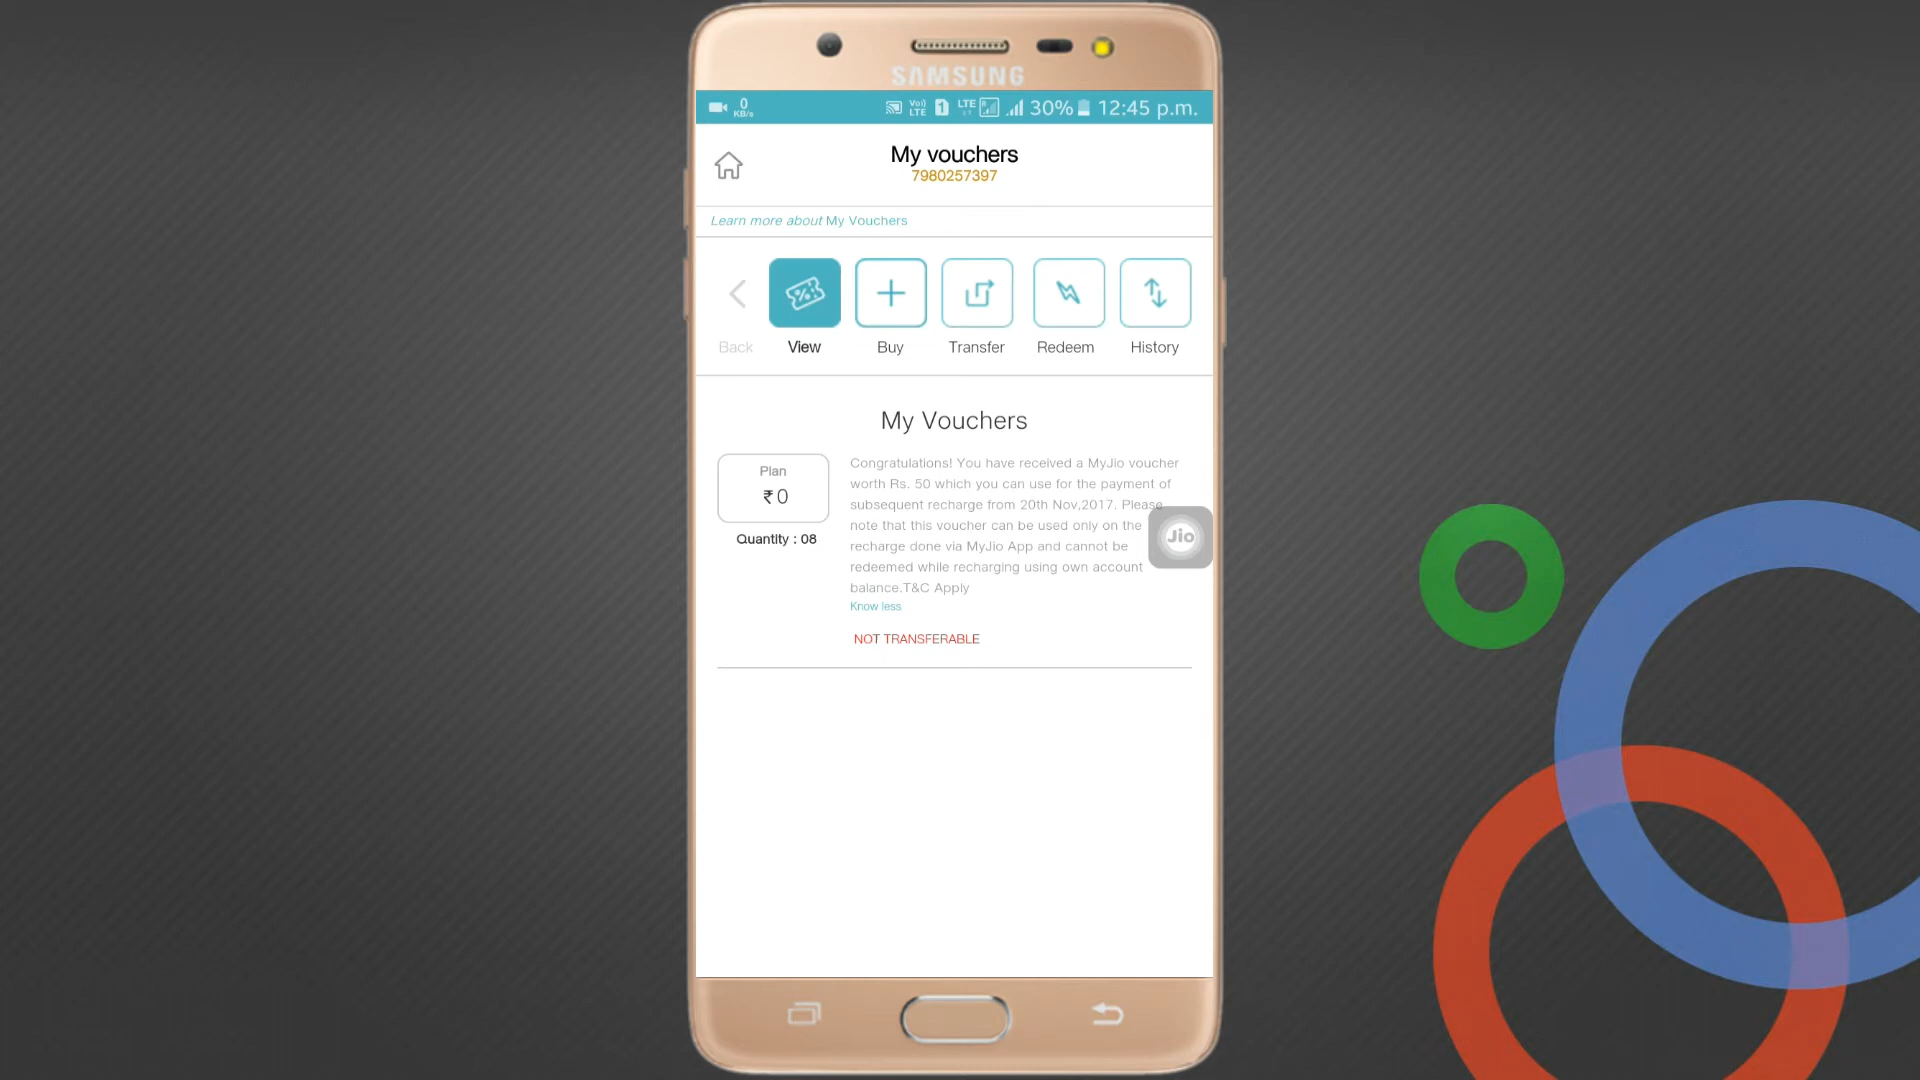 SAMSUNG
0 KB/s Vo) LTE 1 LTE R 30% 12:45 p.m.
My vouchers
7980257397
Learn more about My Vouchers
Back View Buy Transfer Redeem History
My Vouchers
Plan
₹ 0
Quantity : 08
Congratulations! You have received a MyJio voucher
worth Rs. 50 which you can use for the payment of
subsequent recharge from 20th Nov,2017. Please
note that this voucher can be used only on the
recharge done via MyJio App and cannot be
redeemed while recharging using own account
balance.T&C Apply
Know less
NOT TRANSFERABLE
Jio